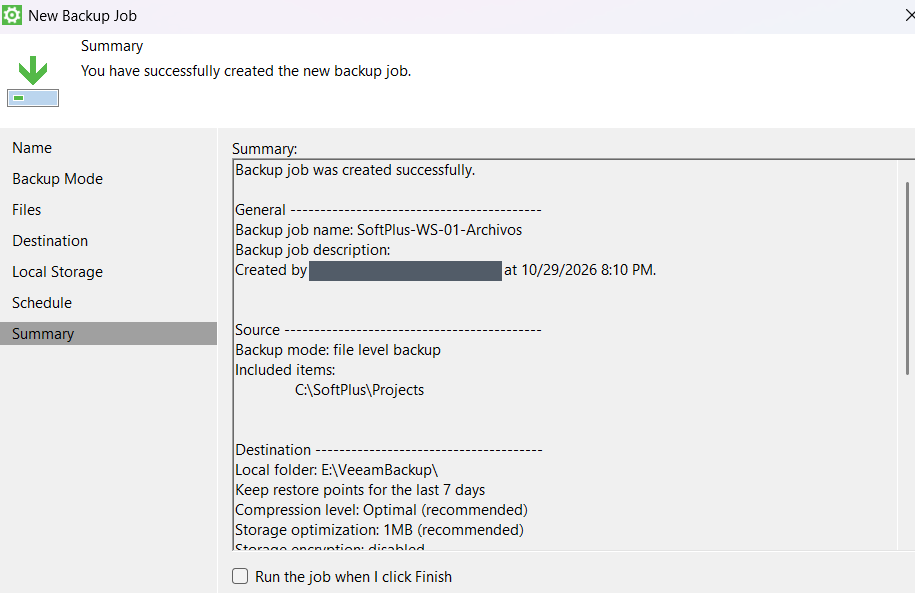 New Backup Job
Summary
You have successfully created the new backup job.
Name
Backup Mode
Files
Destination
Local Storage
Schedule
Summary
Summary:
Backup job was created successfully.
General ------------------------------------------
Backup job name: SoftPlus-WS-01-Archivos
Backup job description:
Created by at 10/29/2026 8:10 PM.
Source -------------------------------------------
Backup mode: file level backup
Included items:
C:\SoftPlus\Projects
Destination --------------------------------------
Local folder: E:\VeeamBackup\
Keep restore points for the last 7 days
Compression level: Optimal (recommended)
Storage optimization: 1MB (recommended)
Storage encryption: disabled
Run the job when I click Finish